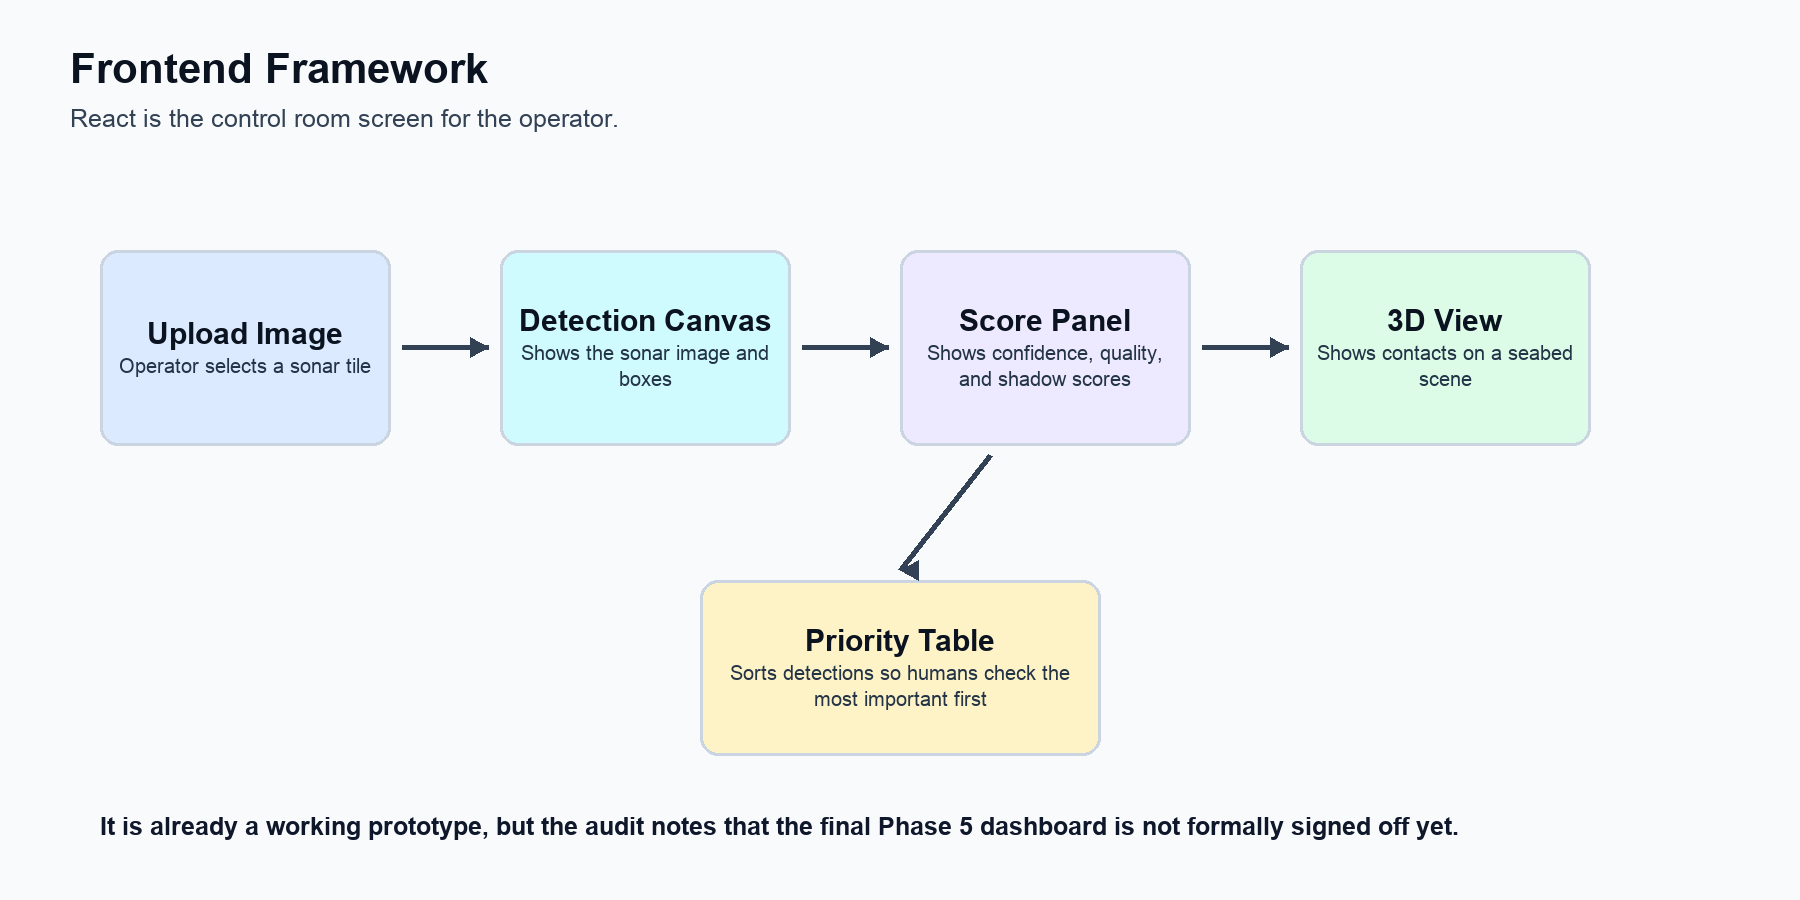 Frontend Framework
React is the control room screen for the operator.
Upload Image
Operator selects a sonar tile
Detection Canvas
Shows the sonar image and
boxes
Score Panel
Shows confidence, quality,
and shadow scores
3D View
Shows contacts on a seabed
scene
Priority Table
Sorts detections so humans check the
most important first
It is already a working prototype, but the audit notes that the final Phase 5 dashboard is not formally signed off yet.